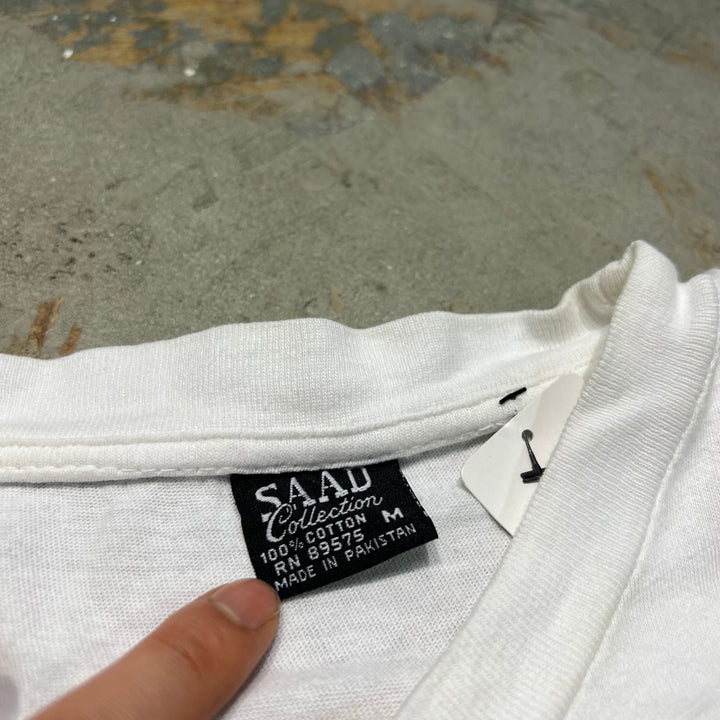 SAAD
Collection
100% COTTON M
RN 89575
MADE IN PAKISTAN